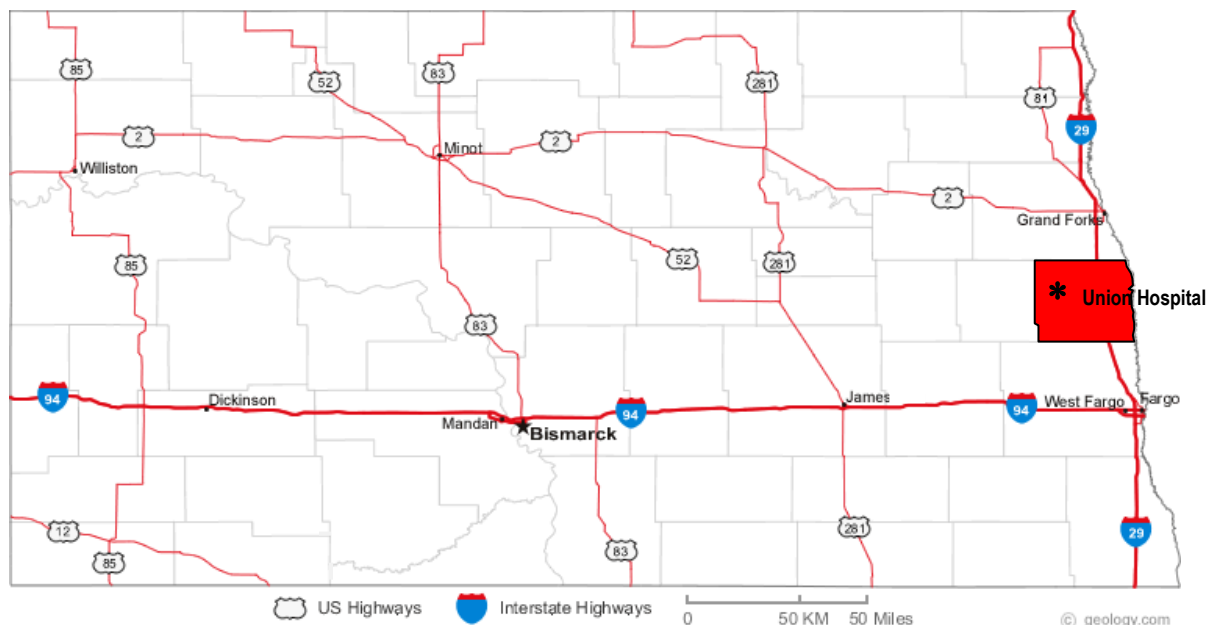 85
52
83
281
81
29
2
Minot
2
Williston
2
Grand Forks
85
52
281
* Union Hospital
83
94
Dickinson
James
94
94
West Fargo
Fargo
Mandan
Bismarck
12
85
83
281
29
US Highways
Interstate Highways
0
50 KM
50 Miles
© geology.com